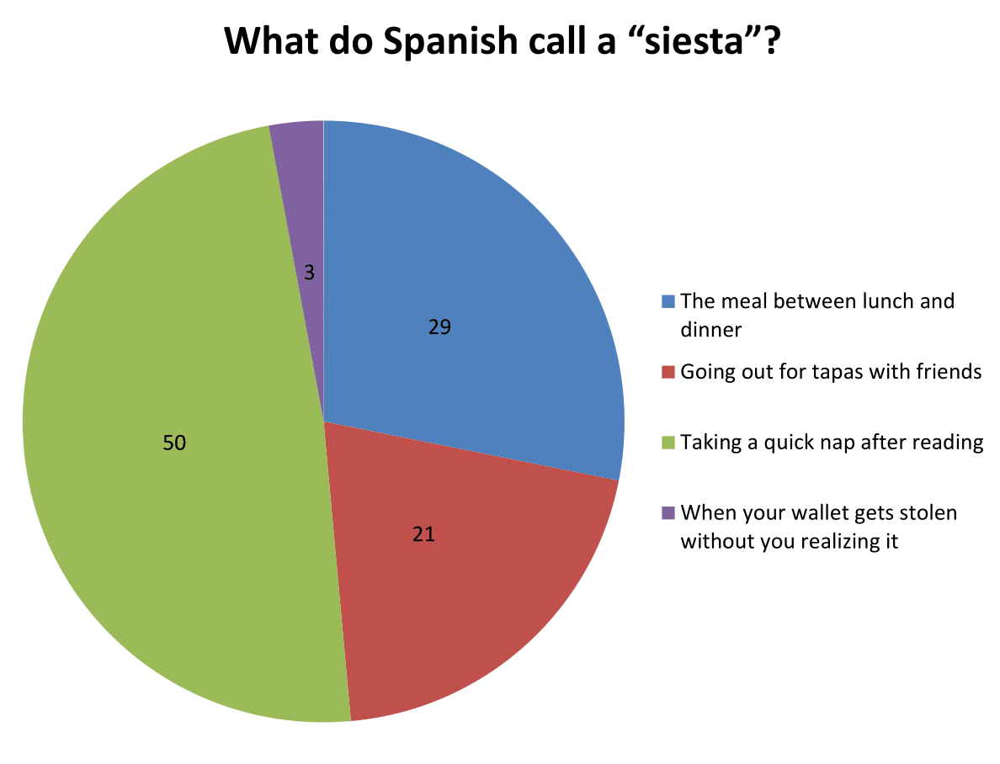 What do Spanish call a “siesta”?
3
29
50
21
The meal between lunch and
dinner
Going out for tapas with friends
Taking a quick nap after reading
When your wallet gets stolen
without you realizing it